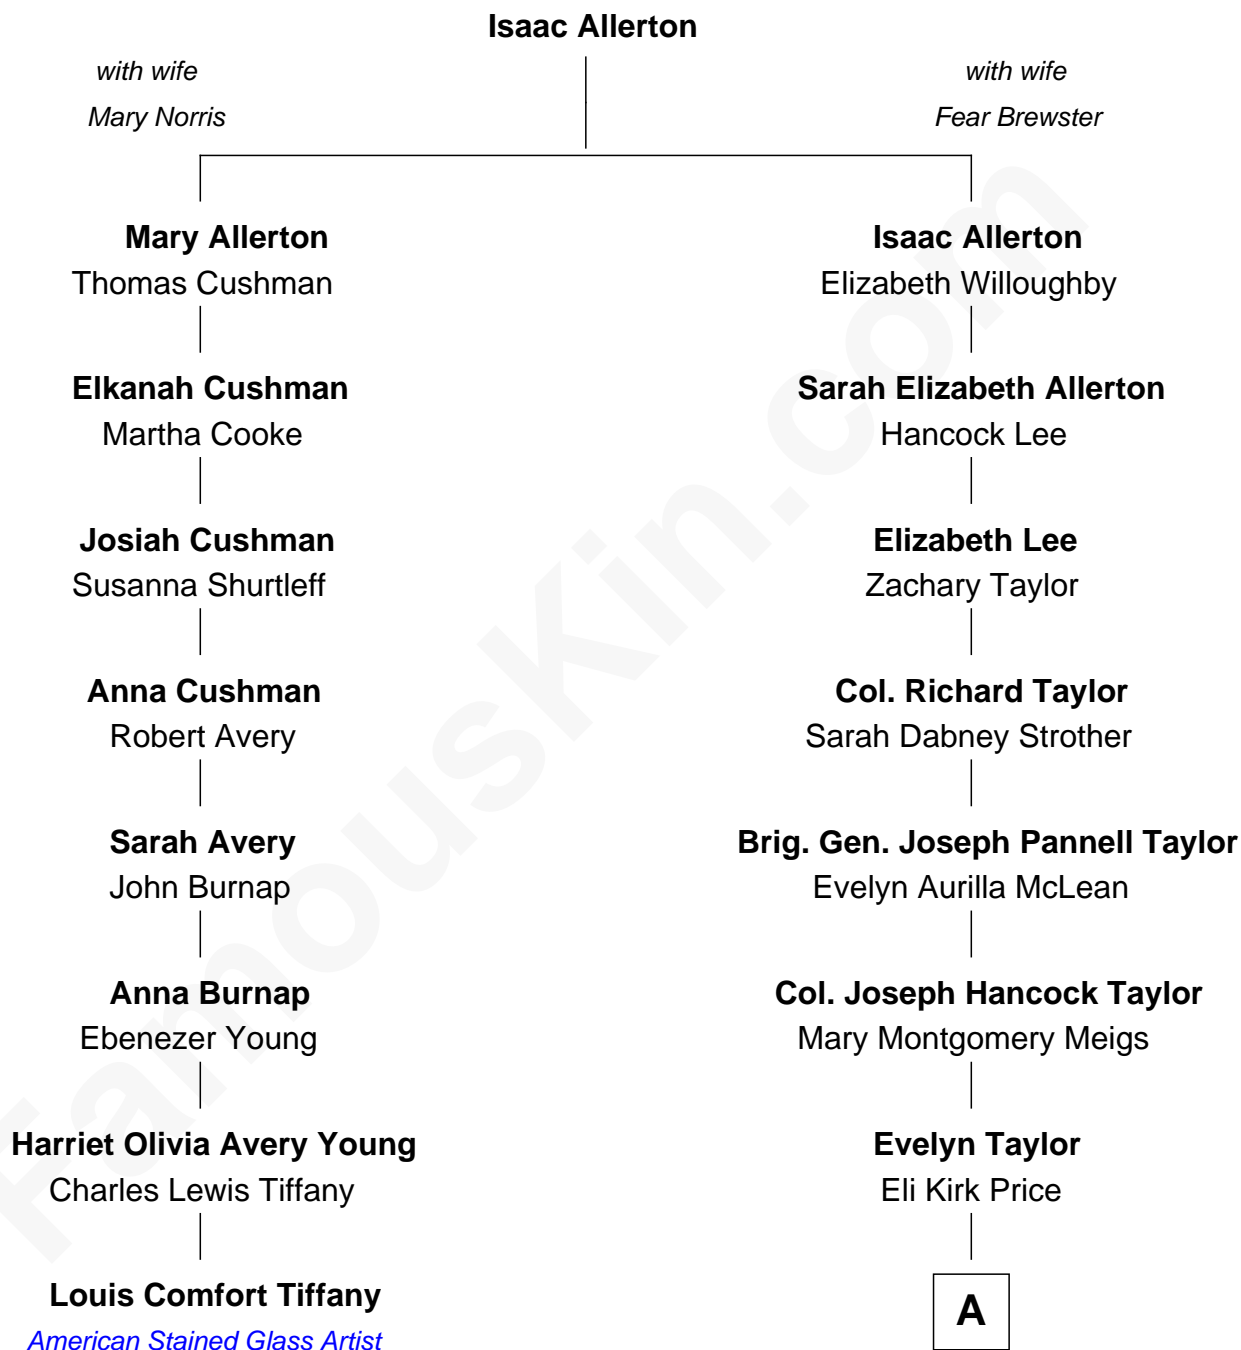 Isaac Allerton
with wife
Mary Norris
with wife
Fear Brewster
Mary Allerton
Thomas Cushman
Isaac Allerton
Elizabeth Willoughby
Elkanah Cushman
Martha Cooke
Sarah Elizabeth Allerton
Hancock Lee
Josiah Cushman
Susanna Shurtleff
Elizabeth Lee
Zachary Taylor
Anna Cushman
Robert Avery
Col. Richard Taylor
Sarah Dabney Strother
Sarah Avery
John Burnap
Brig. Gen. Joseph Pannell Taylor
Evelyn Aurilla McLean
Anna Burnap
Ebenezer Young
Col. Joseph Hancock Taylor
Mary Montgomery Meigs
Harriet Olivia Avery Young
Charles Lewis Tiffany
Evelyn Taylor
Eli Kirk Price
Louis Comfort Tiffany
American Stained Glass Artist
A
FamousKin.com